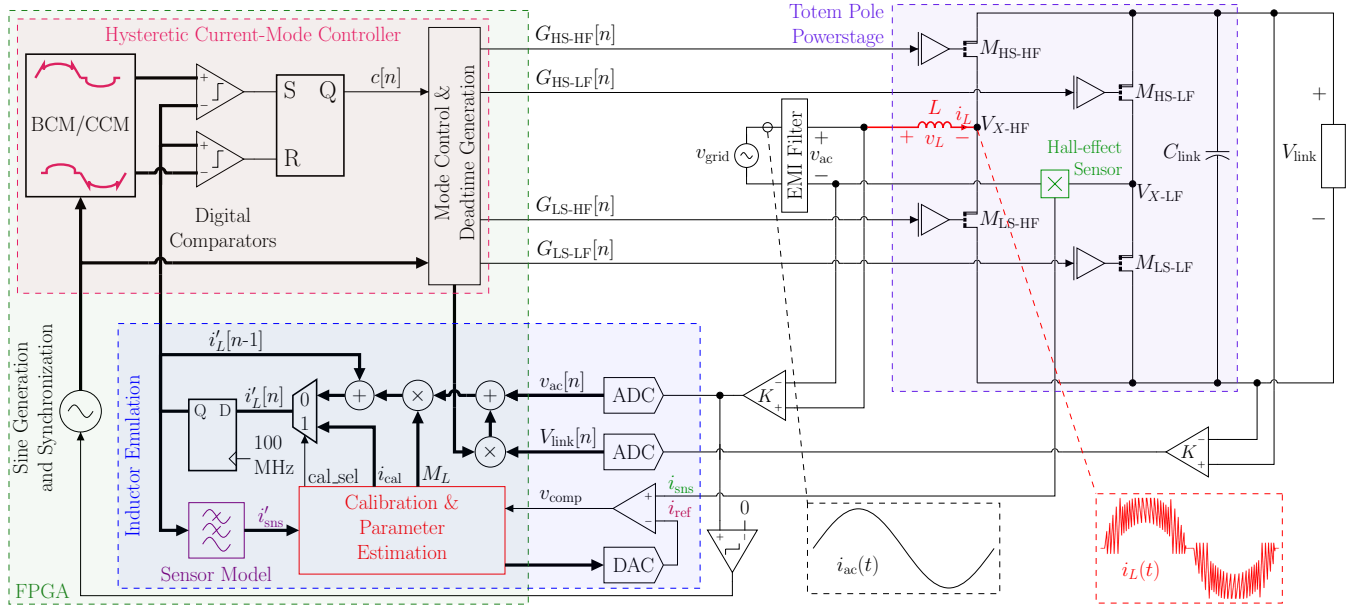 Hysteretic Current-Mode Controller
BCM/CCM
+
−
+
−
S
Q
R
c[n]
Digital
Comparators
Mode Control &
Deadtime Generation
G_HS-HF[n]
G_HS-LF[n]
G_LS-HF[n]
G_LS-LF[n]
Totem Pole
Powerstage
M_HS-HF
M_HS-LF
M_LS-HF
M_LS-LF
v_grid
EMI Filter
+
v_ac
−
L
i_L
+
v_L
−
V_X-HF
Hall-effect
Sensor
V_X-LF
C_link
+
V_link
−
Sine Generation
and Synchronization
Inductor Emulation
i'_L[n-1]
i'_L[n]
Q
D
100
MHz
0
1
+
×
+
×
v_ac[n]
ADC
K
−
+
V_link[n]
ADC
K
−
+
cal_sel
i_cal
M_L
Calibration &
Parameter
Estimation
i'_sns
Sensor Model
v_comp
+
−
i_sns
i_ref
DAC
+
−
0
i_ac(t)
i_L(t)
FPGA